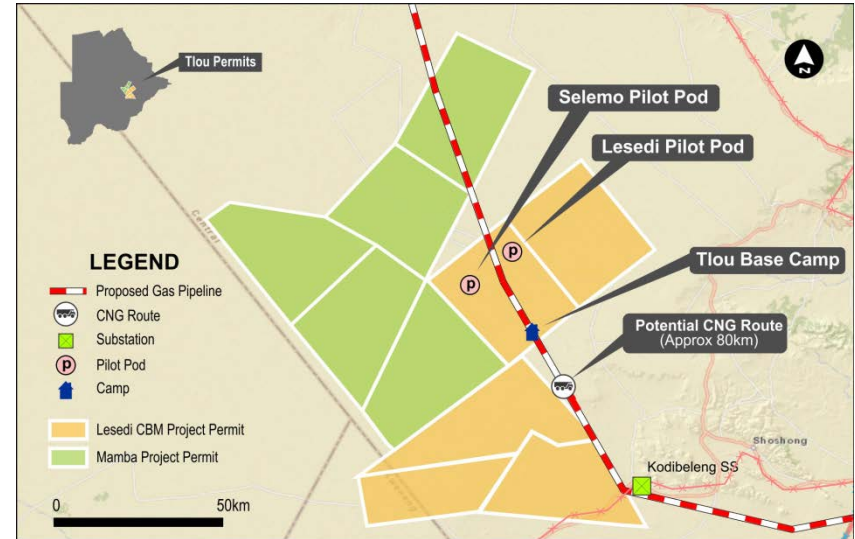 Tlou Permits
N
Selemo Pilot Pod
Lesedi Pilot Pod
Tlou Base Camp
Potential CNG Route
(Approx 80km)
Central
LEGEND
Proposed Gas Pipeline
CNG Route
Substation
P
Pilot Pod
Camp
Lesedi CBM Project Permit
Mamba Project Permit
0
50km
P
P
Shoshong
Kodibeleng SS